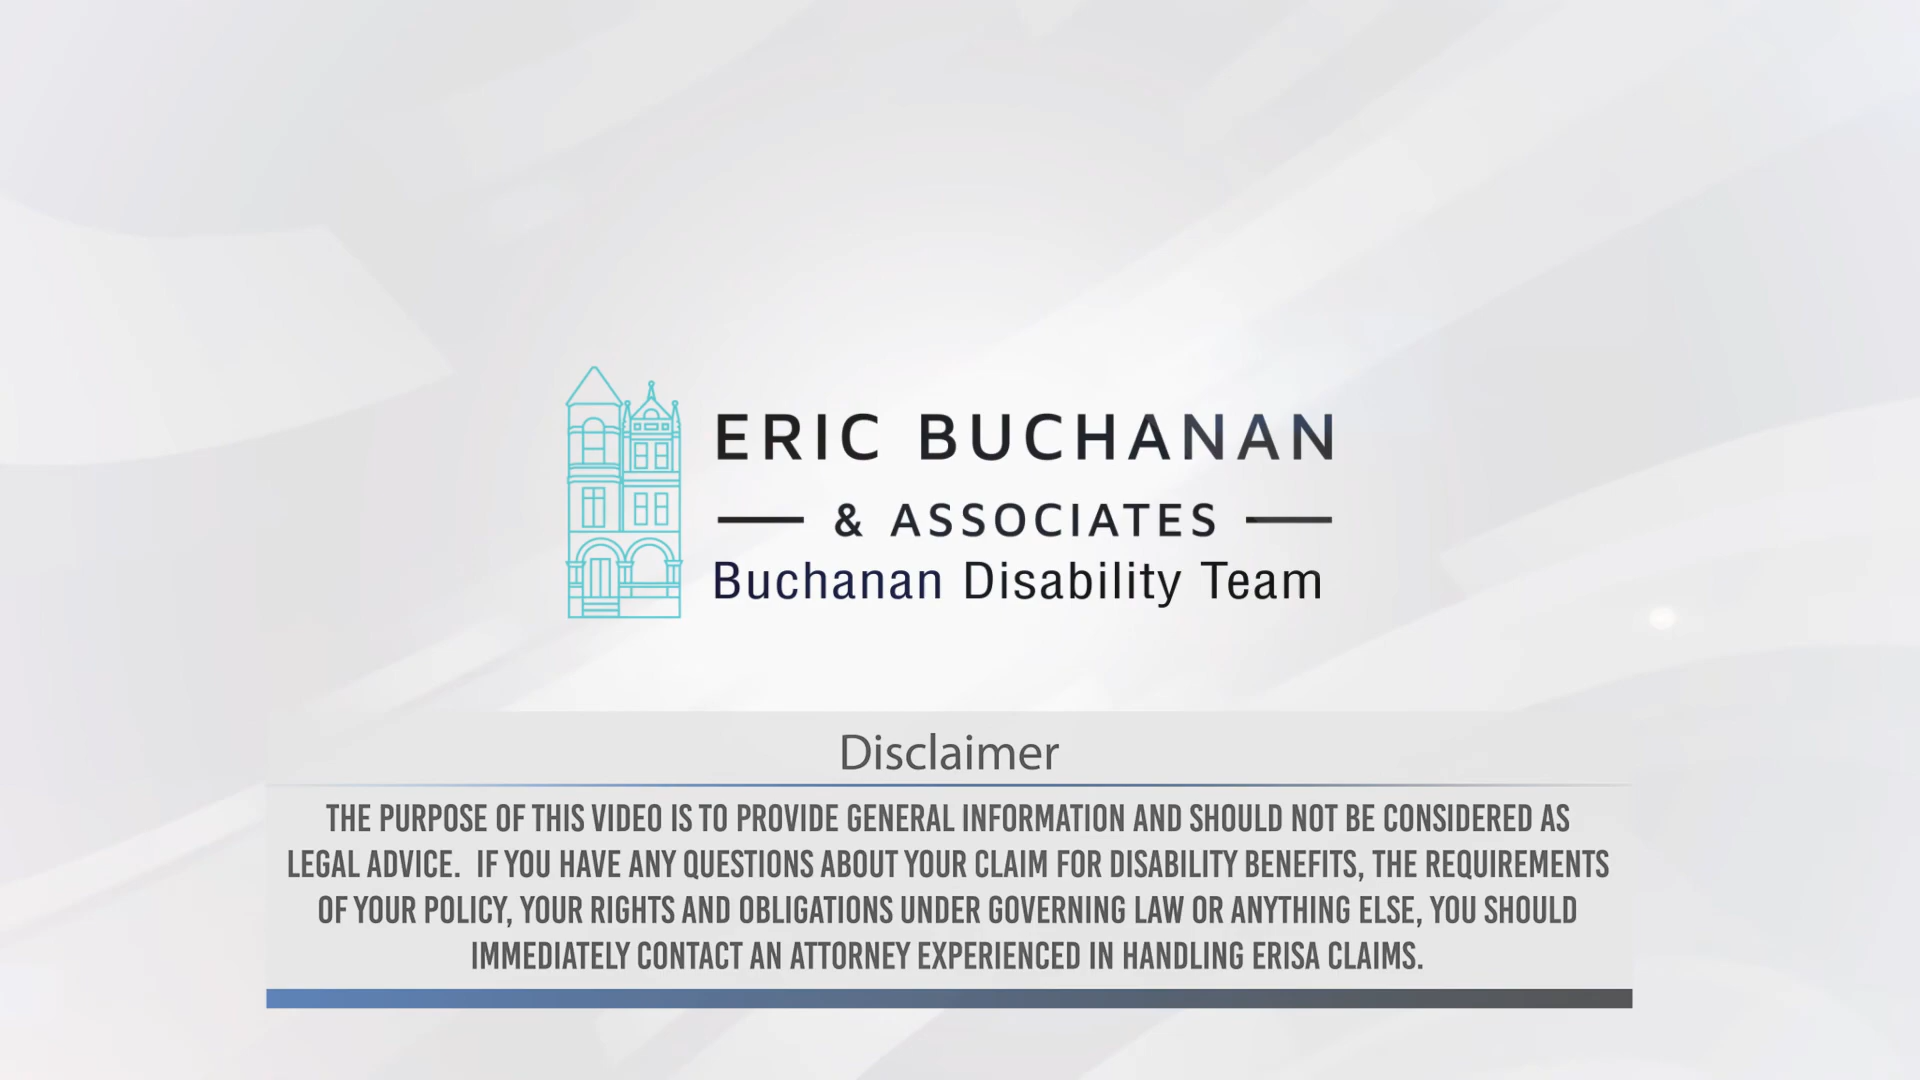 ERIC BUCHANAN
& ASSOCIATES
Buchanan Disability Team
Disclaimer
THE PURPOSE OF THIS VIDEO IS TO PROVIDE GENERAL INFORMATION AND SHOULD NOT BE CONSIDERED AS
LEGAL ADVICE. IF YOU HAVE ANY QUESTIONS ABOUT YOUR CLAIM FOR DISABILITY BENEFITS, THE REQUIREMENTS
OF YOUR POLICY, YOUR RIGHTS AND OBLIGATIONS UNDER GOVERNING LAW OR ANYTHING ELSE, YOU SHOULD
IMMEDIATELY CONTACT AN ATTORNEY EXPERIENCED IN HANDLING ERISA CLAIMS.